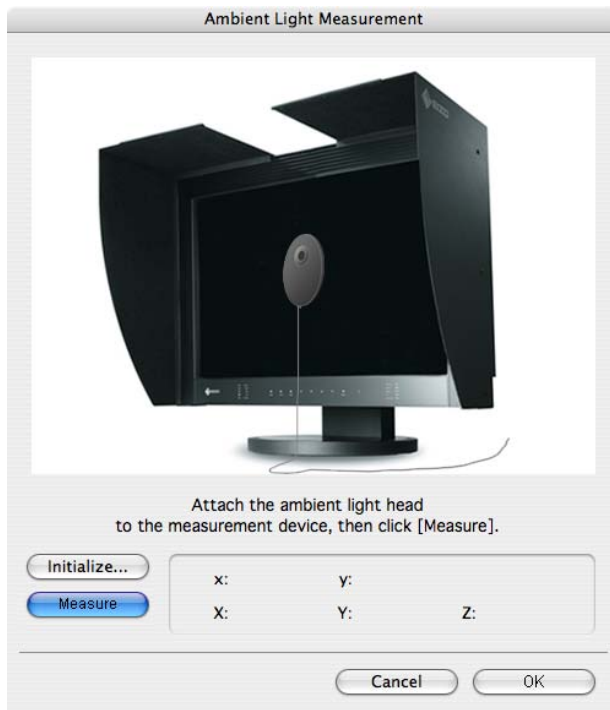 Ambient Light Measurement
EIZO
Attach the ambient light head
to the measurement device, then click [Measure].
Initialize...
x: y:
Measure
X: Y: Z:
Cancel OK